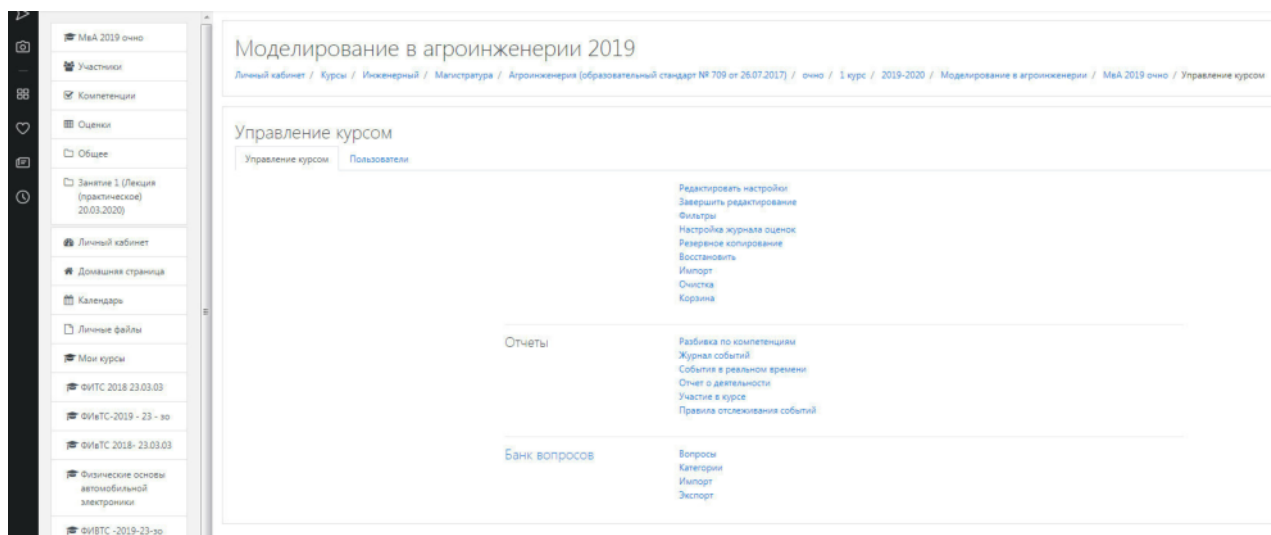 МвА 2019 очно
Участники
Компетенции
Оценки
Общее
Занятие 1 (Лекция
(практическое)
20.03.2020)
Личный кабинет
Домашняя страница
Календарь
Личные файлы
Мои курсы
ФИТС 2018 23.03.03
ФИвТС-2019 - 23 - зо
ФИвТС 2018- 23.03.03
Физические основы
автомобильной
электроники
ФИВТС -2019-23-зо
Моделирование в агроинженерии 2019
Личный кабинет / Курсы / Инженерный / Магистратура / Агроинженерия (образовательный стандарт № 709 от 26.07.2017) / очно / 1 курс / 2019-2020 / Моделирование в агроинженерии / МвА 2019 очно / Управление курсом
Управление курсом
Управление курсом Пользователи
Редактировать настройки
Завершить редактирование
Фильтры
Настройка журнала оценок
Резервное копирование
Восстановить
Импорт
Очистка
Корзина
Отчеты
Разбивка по компетенциям
Журнал событий
События в реальном времени
Отчет о деятельности
Участие в курсе
Правила отслеживания событий
Банк вопросов
Вопросы
Категории
Импорт
Экспорт